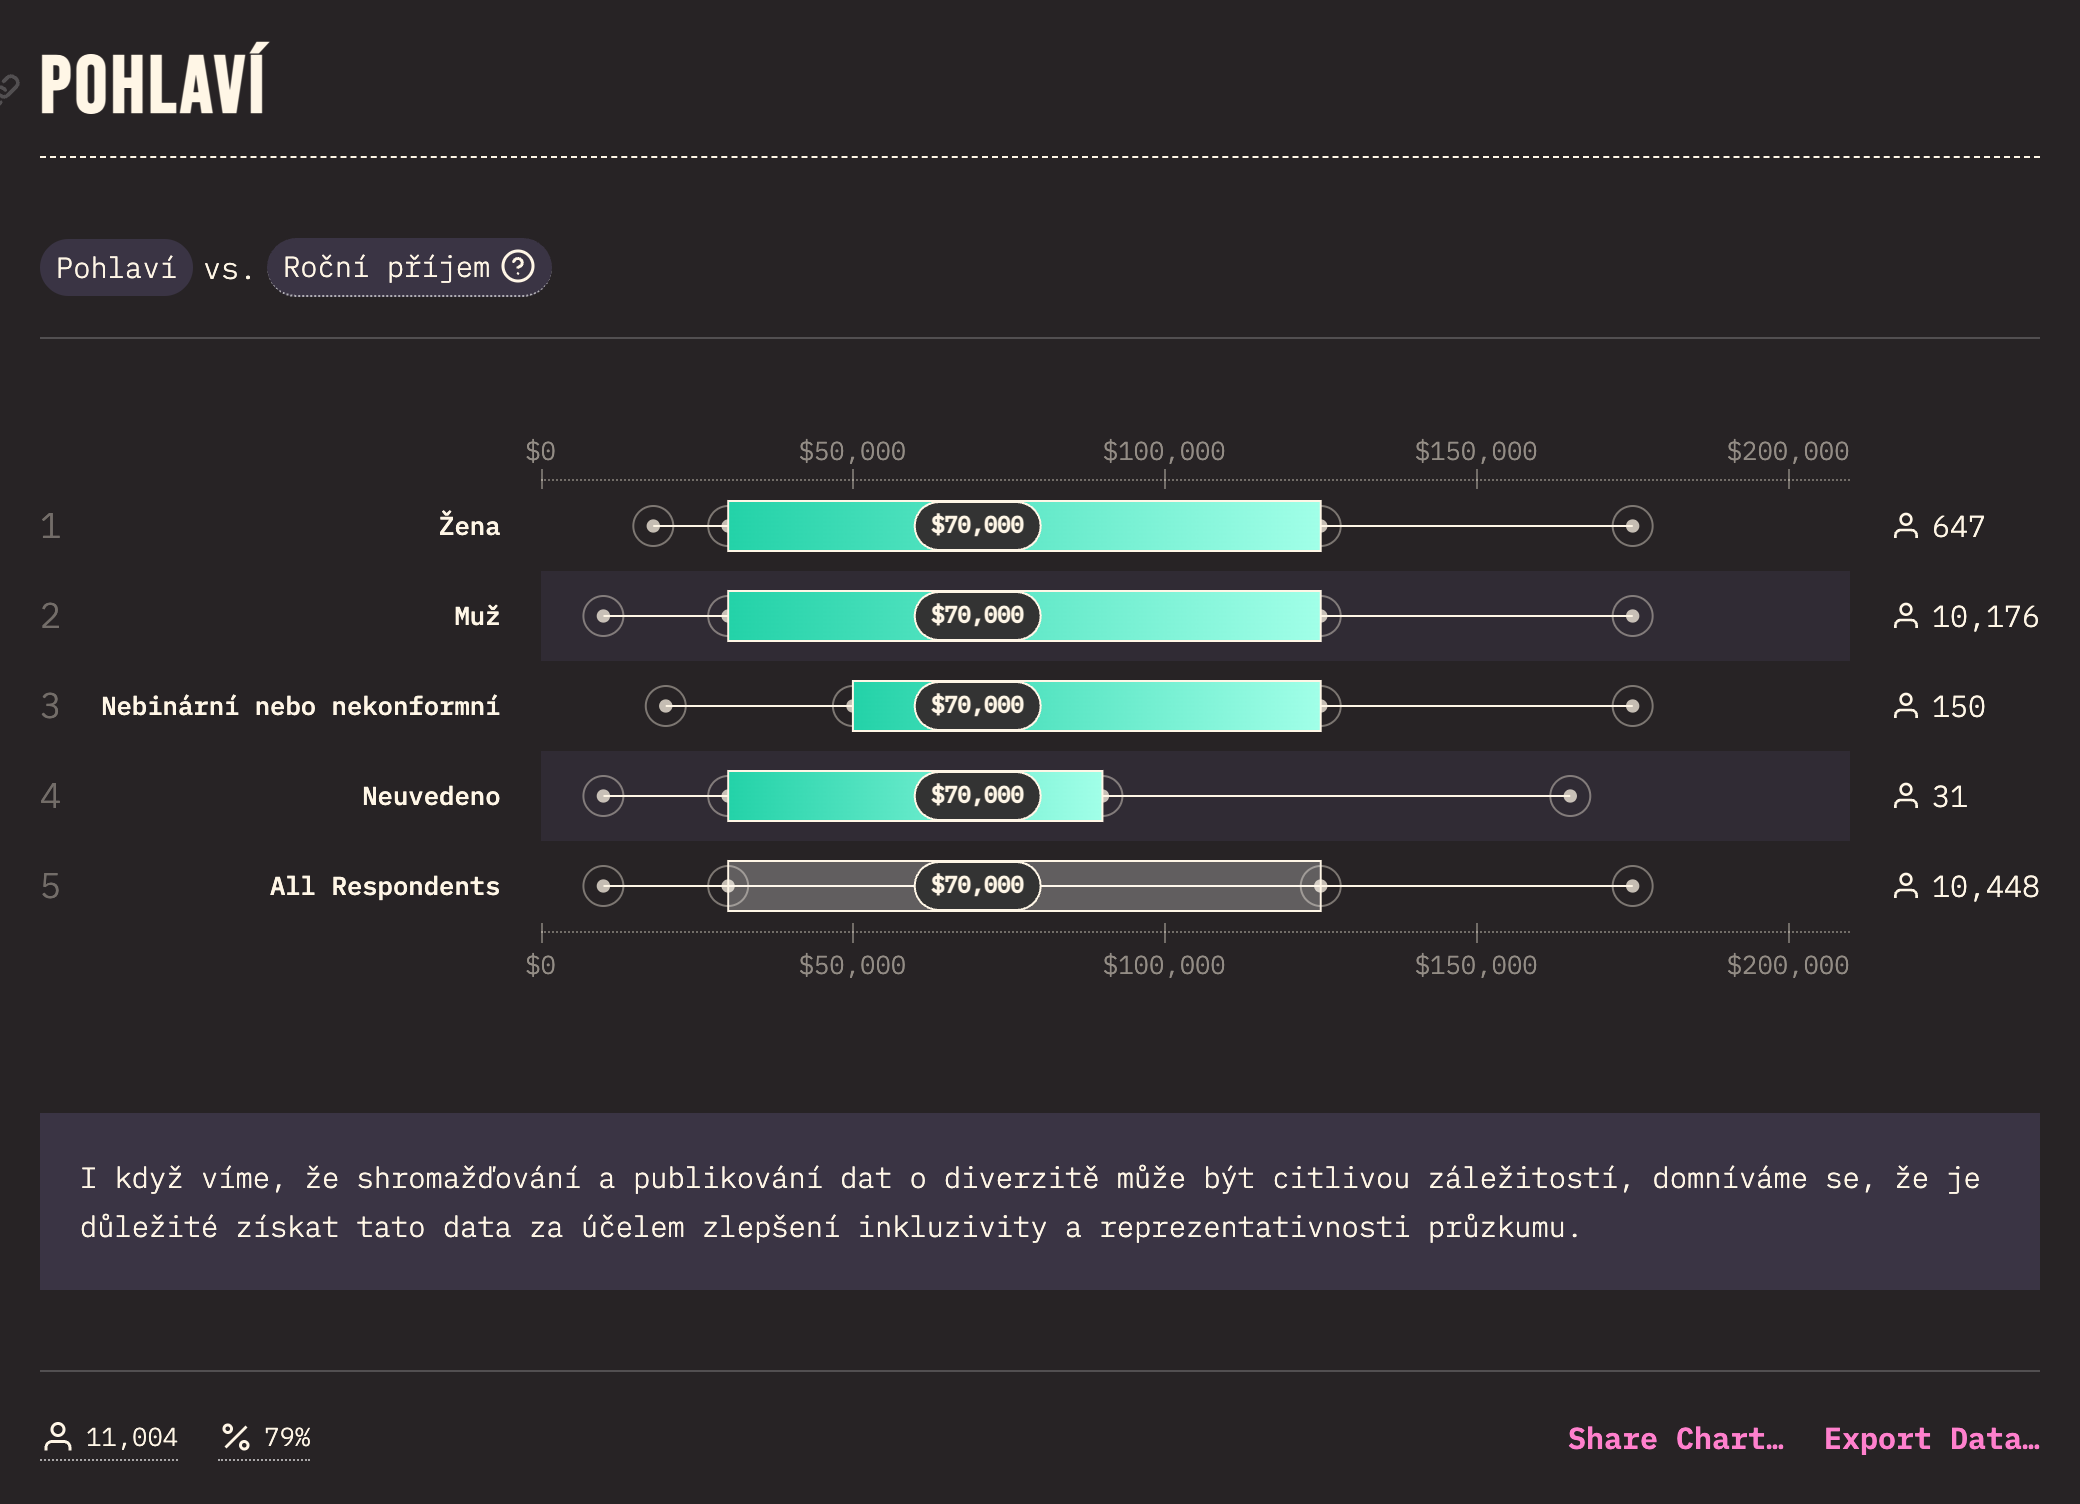 POHLAVÍ
Pohlaví vs. Roční příjem
$0 $50,000 $100,000 $150,000 $200,000
1 Žena $70,000 647
2 Muž $70,000 10,176
3 Nebinární nebo nekonformní $70,000 150
4 Neuvedeno $70,000 31
5 All Respondents $70,000 10,448
$0 $50,000 $100,000 $150,000 $200,000
I když víme, že shromažďování a publikování dat o diverzitě může být citlivou záležitostí, domníváme se, že je
důležité získat tato data za účelem zlepšení inkluzivity a reprezentativnosti průzkumu.
11,004 79% Share Chart… Export Data…